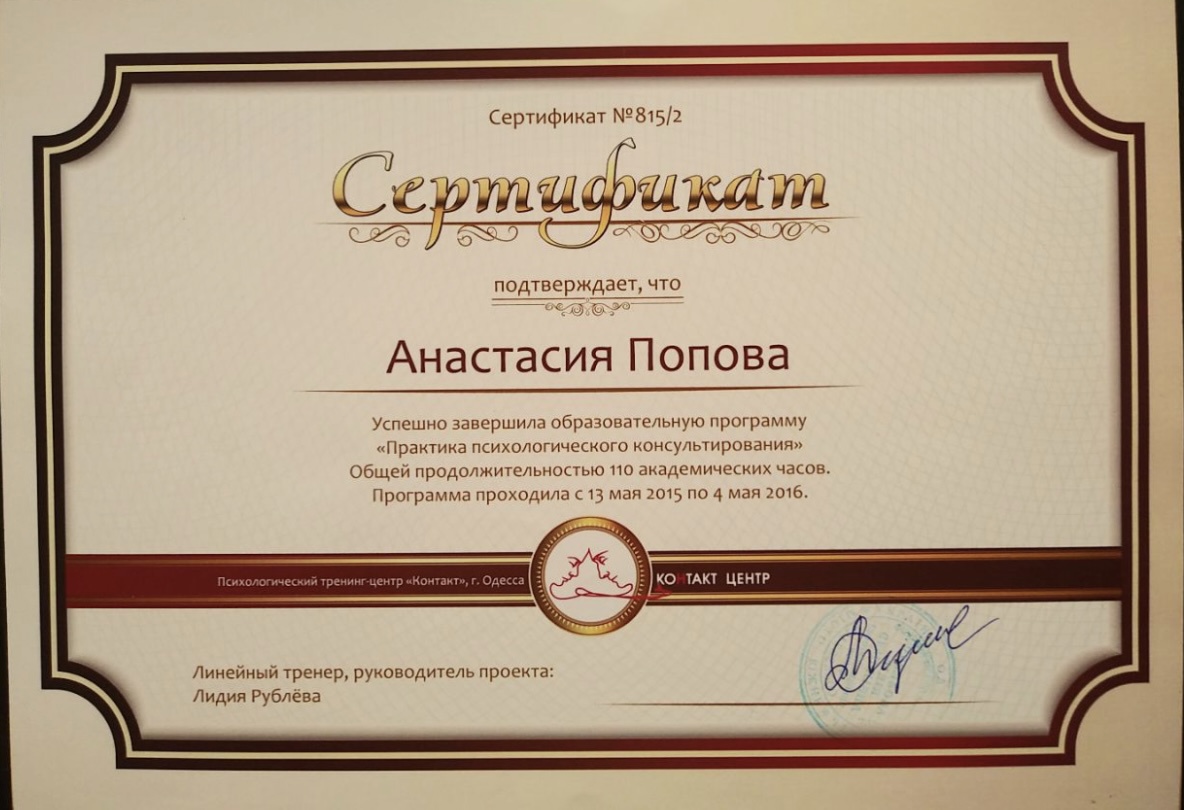 Сертификат №815/2
Сертификат
подтверждает, что
Анастасия Попова
Успешно завершила образовательную программу
«Практика психологического консультирования»
Общей продолжительностью 110 академических часов.
Программа проходила с 13 мая 2015 по 4 мая 2016.
Психологический тренинг-центр «Контакт», г. Одесса
КОНТАКТ ЦЕНТР
Линейный тренер, руководитель проекта:
Лидия Рублёва